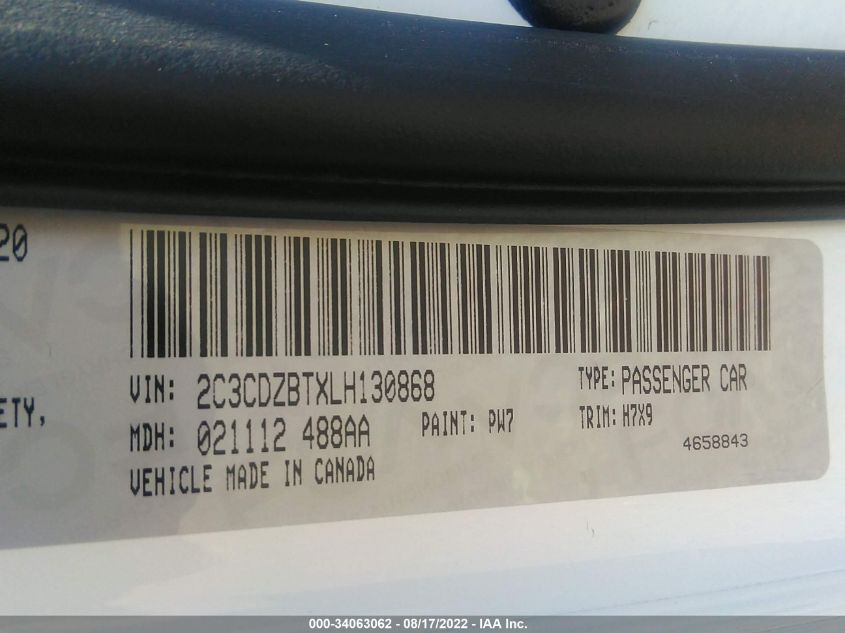 20
ETY,
VIN: 2C3CDZBTXLH130868 TYPE: PASSENGER CAR
MDH: 021112 488AA PAINT: PW7 TRIM: H7X9
VEHICLE MADE IN CANADA 4658843
000-34063062 - 08/17/2022 - IAA Inc.